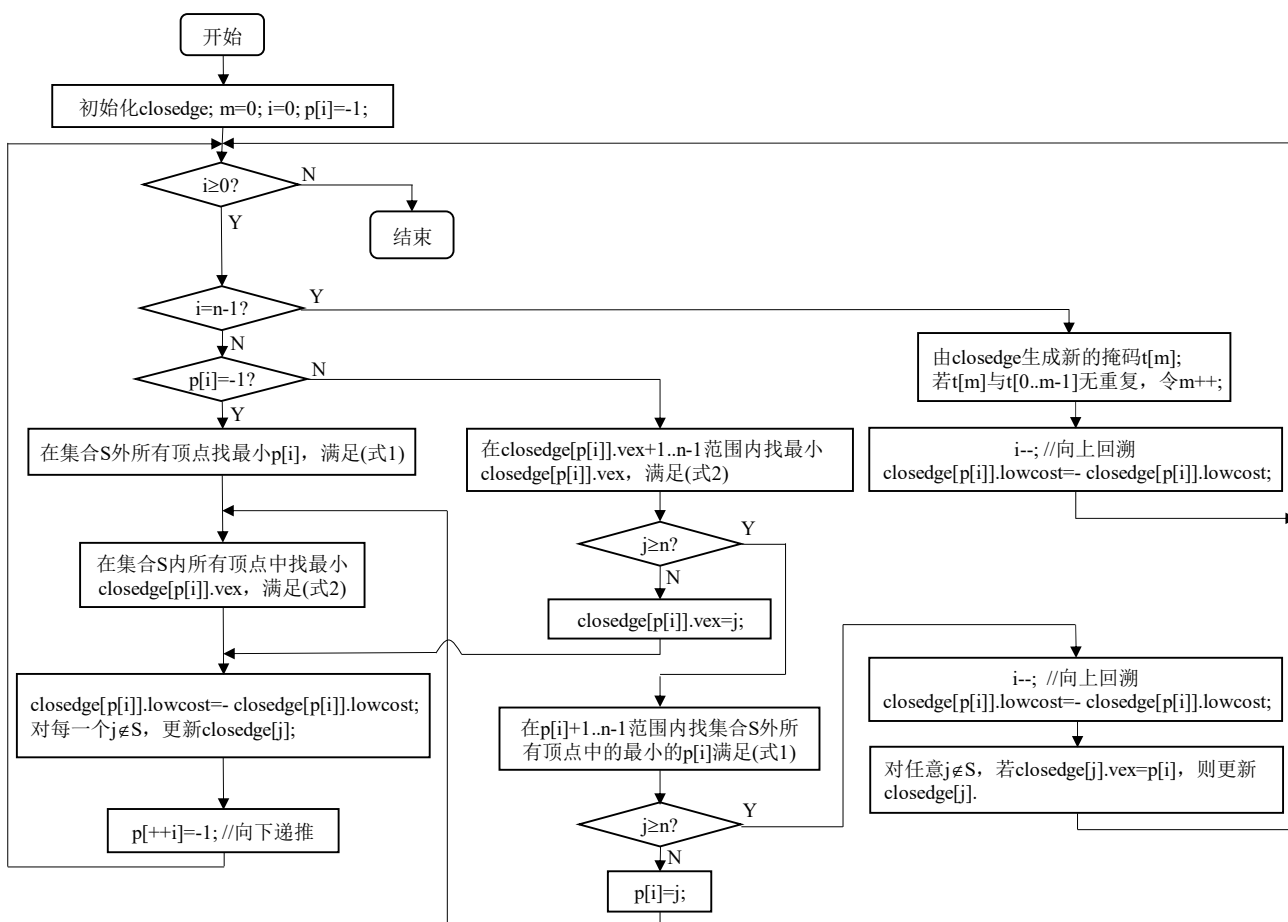 开始
初始化closedge; m=0; i=0; p[i]=-1;
i≥0?
N
Y
结束
i=n-1?
Y
N
p[i]=-1?
N
Y
由closedge生成新的掩码t[m];
若t[m]与t[0..m-1]无重复，令m++;
在集合S外所有顶点找最小p[i]，满足(式1)
在closedge[p[i]].vex+1..n-1范围内找最小
closedge[p[i]].vex，满足(式2)
i--; //向上回溯
closedge[p[i]].lowcost=- closedge[p[i]].lowcost;
j≥n?
Y
N
在集合S内所有顶点中找最小
closedge[p[i]].vex，满足(式2)
closedge[p[i]].vex=j;
closedge[p[i]].lowcost=- closedge[p[i]].lowcost;
对每一个j∉S，更新closedge[j];
i--; //向上回溯
closedge[p[i]].lowcost=- closedge[p[i]].lowcost;
在p[i]+1..n-1范围内找集合S外所
有顶点中的最小的p[i]满足(式1)
对任意j∉S，若closedge[j].vex=p[i]，则更新
closedge[j].
p[++i]=-1; //向下递推
j≥n?
Y
N
p[i]=j;